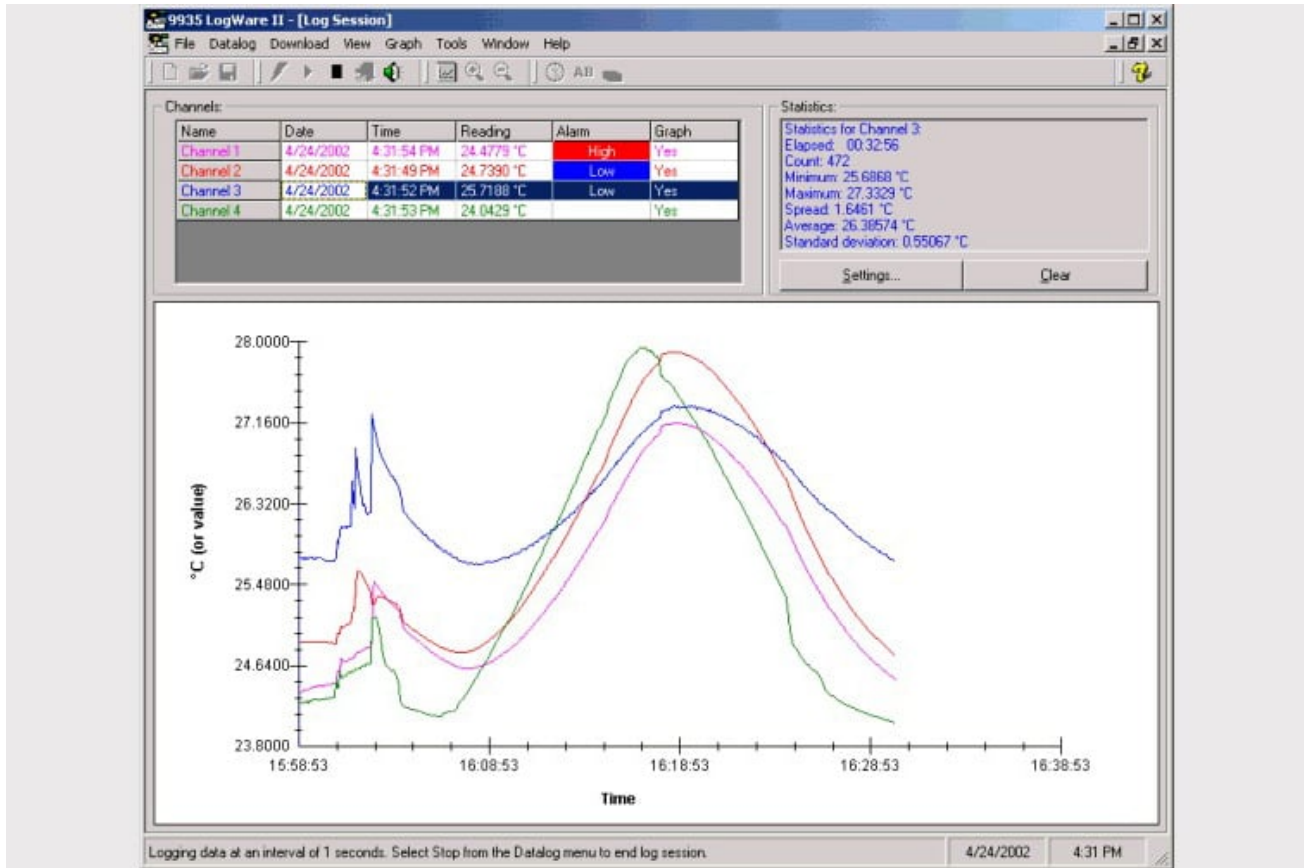 9935 LogWare II - [Log Session]
File Datalog Download View Graph Tools Window Help
AB
Channels:
Name Date Time Reading Alarm Graph
Channel 1 4/24/2002 4:31:54 PM 24.4779 °C High Yes
Channel 2 4/24/2002 4:31:49 PM 24.7390 °C Low Yes
Channel 3 4/24/2002 4:31:52 PM 25.7188 °C Low Yes
Channel 4 4/24/2002 4:31:53 PM 24.0429 °C Yes
Statistics:
Statistics for Channel 3:
Elapsed: 00:32:56
Count: 472
Minimum: 25.6868 °C
Maximum: 27.3329 °C
Spread: 1.6461 °C
Average: 26.38574 °C
Standard deviation: 0.55067 °C
Settings... Clear
28.0000
27.1600
26.3200
25.4800
24.6400
23.8000
°C (or value)
15:58:53 16:08:53 16:18:53 16:28:53 16:38:53
Time
Logging data at an interval of 1 seconds. Select Stop from the Datalog menu to end log session. 4/24/2002 4:31 PM